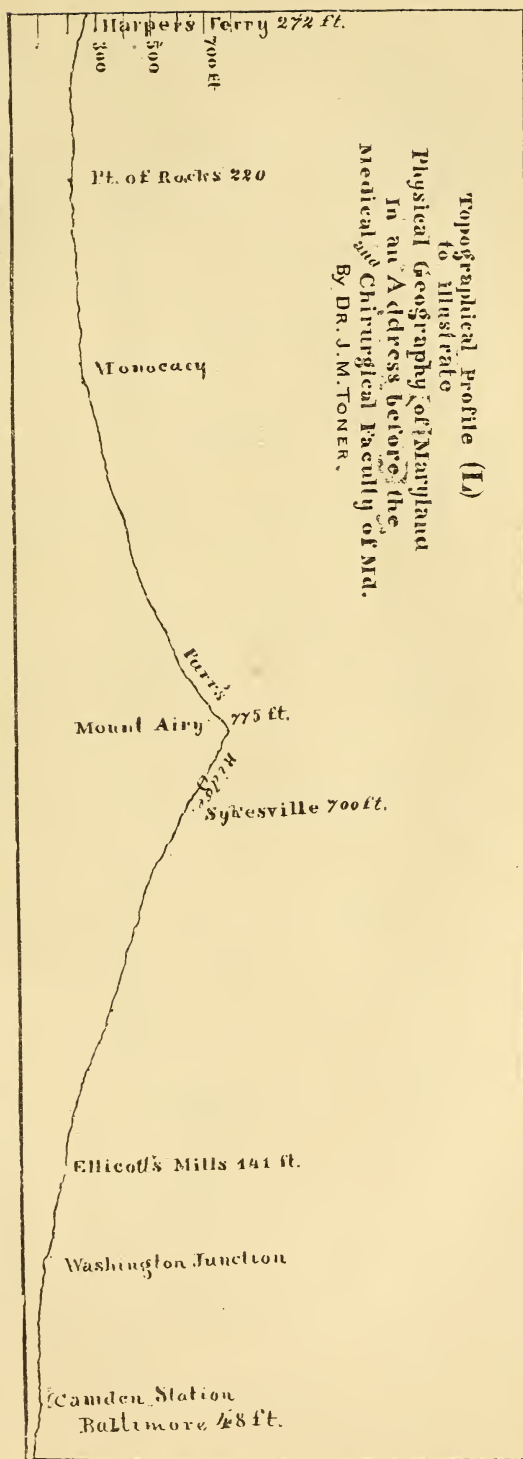 Harpers Ferry 272 ft.
300
500
700 ft
Topographical Profile (L)
to illustrate
Physical Geography of Maryland
In an Address before the
Medical and Chirurgical Faculty of Md.
By DR. J. M. TONER.
Pt. of Rocks 220
Monocacy
Parr's
Mount Airy 775 ft.
Ridge
Sykesville 700 ft.
Ellicott's Mills 141 ft.
Washington Junction
Camden Station
Baltimore 48 ft.